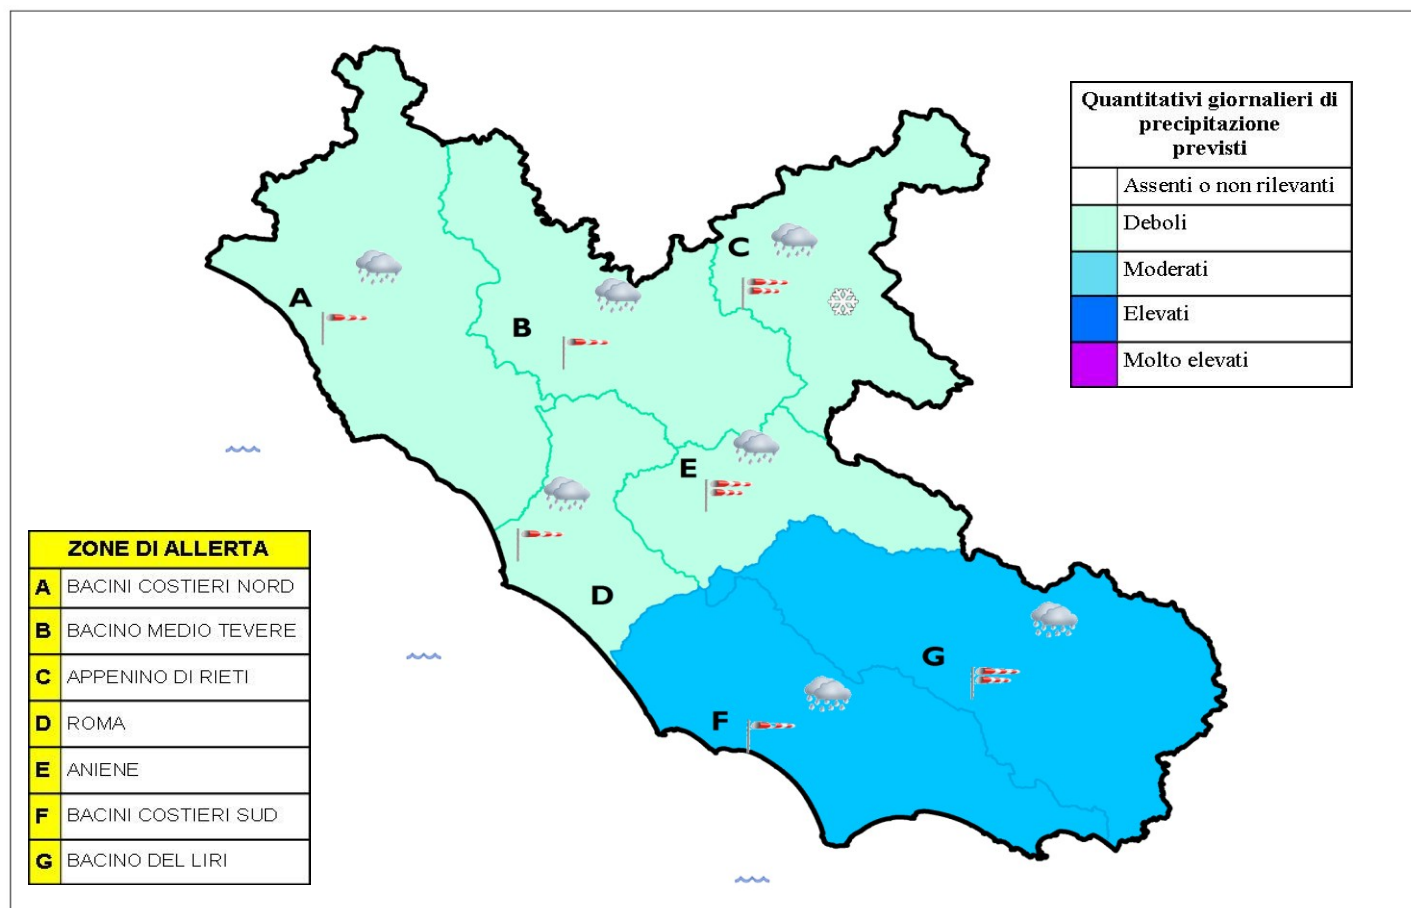 Quantitativi giornalieri di
precipitazione
previsti
Assenti o non rilevanti
Deboli
Moderati
Elevati
Molto elevati
C
A
B
E
D
G
F
ZONE DI ALLERTA
A BACINI COSTIERI NORD
B BACINO MEDIO TEVERE
C APPENINO DI RIETI
D ROMA
E ANIENE
F BACINI COSTIERI SUD
G BACINO DEL LIRI